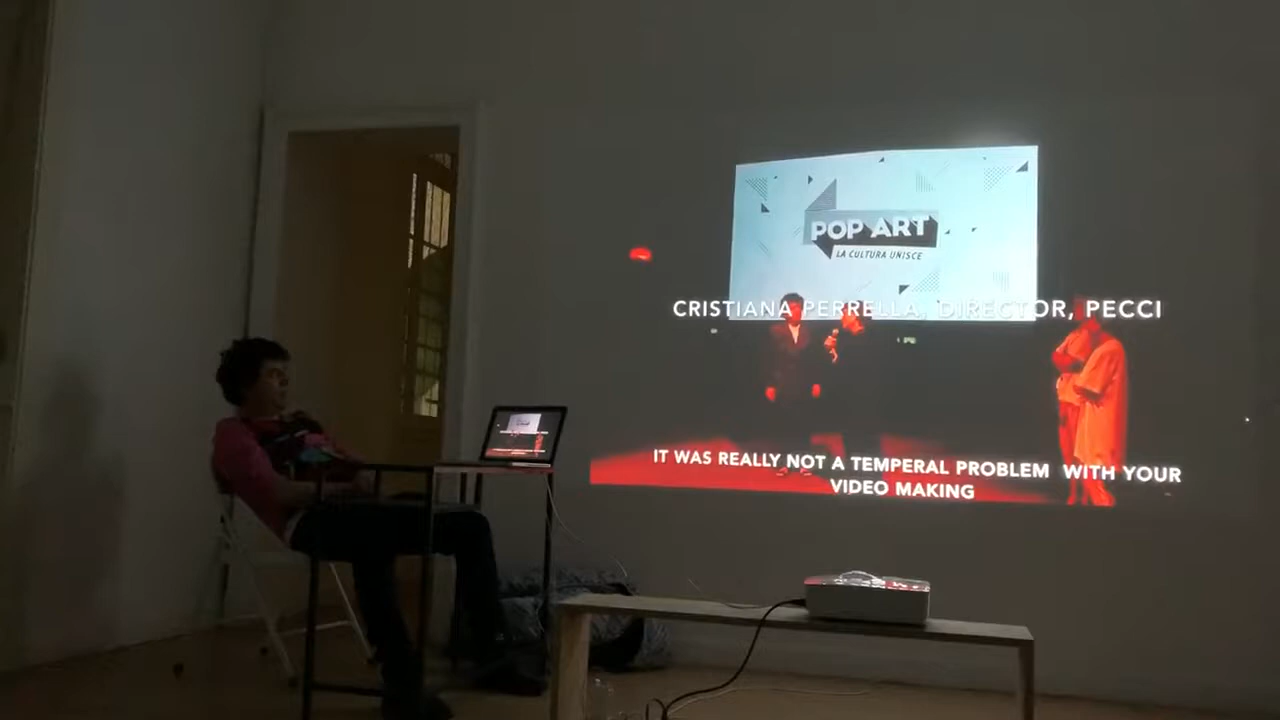 POP ART
LA CULTURA UNISCE
CRISTIANA PERRELLA, DIRECTOR, PECCI
IT WAS REALLY NOT A TEMPERAL PROBLEM WITH YOUR
VIDEO MAKING